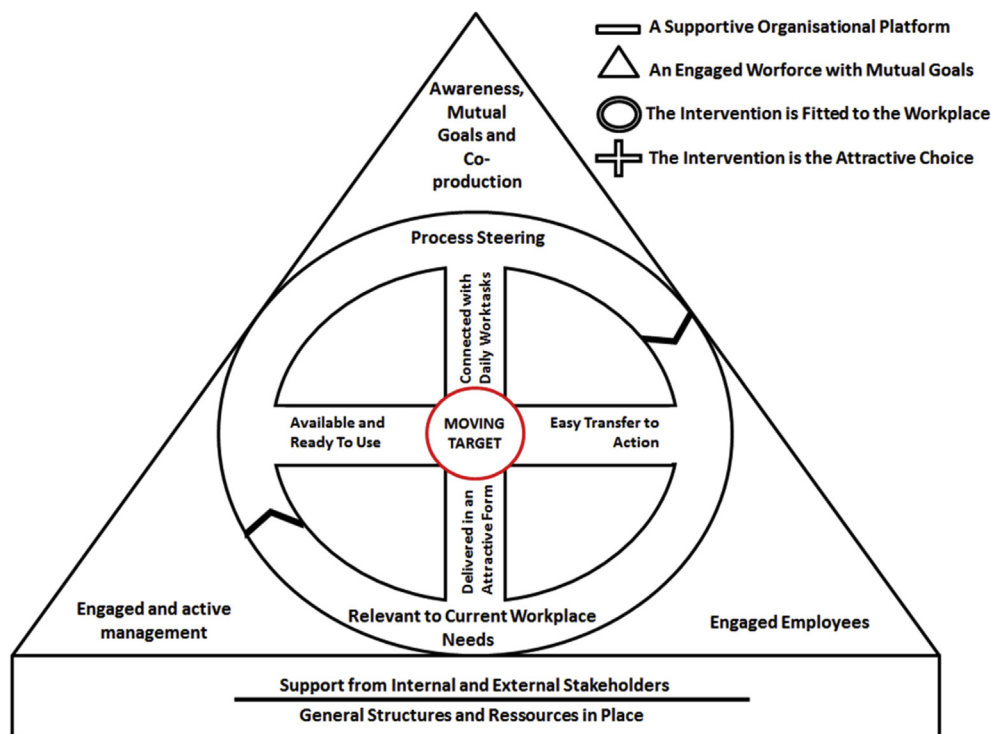 A Supportive Organisational Platform
An Engaged Worforce with Mutual Goals
The Intervention is Fitted to the Workplace
The Intervention is the Attractive Choice
Awareness,
Mutual
Goals and
Co-
production
Process Steering
Connected with
Daily Worktasks
Available and
Ready To Use
MOVING
TARGET
Easy Transfer to
Action
Delivered in an
Attractive Form
Relevant to Current Workplace
Needs
Engaged and active
management
Engaged Employees
Support from Internal and External Stakeholders
General Structures and Ressources in Place